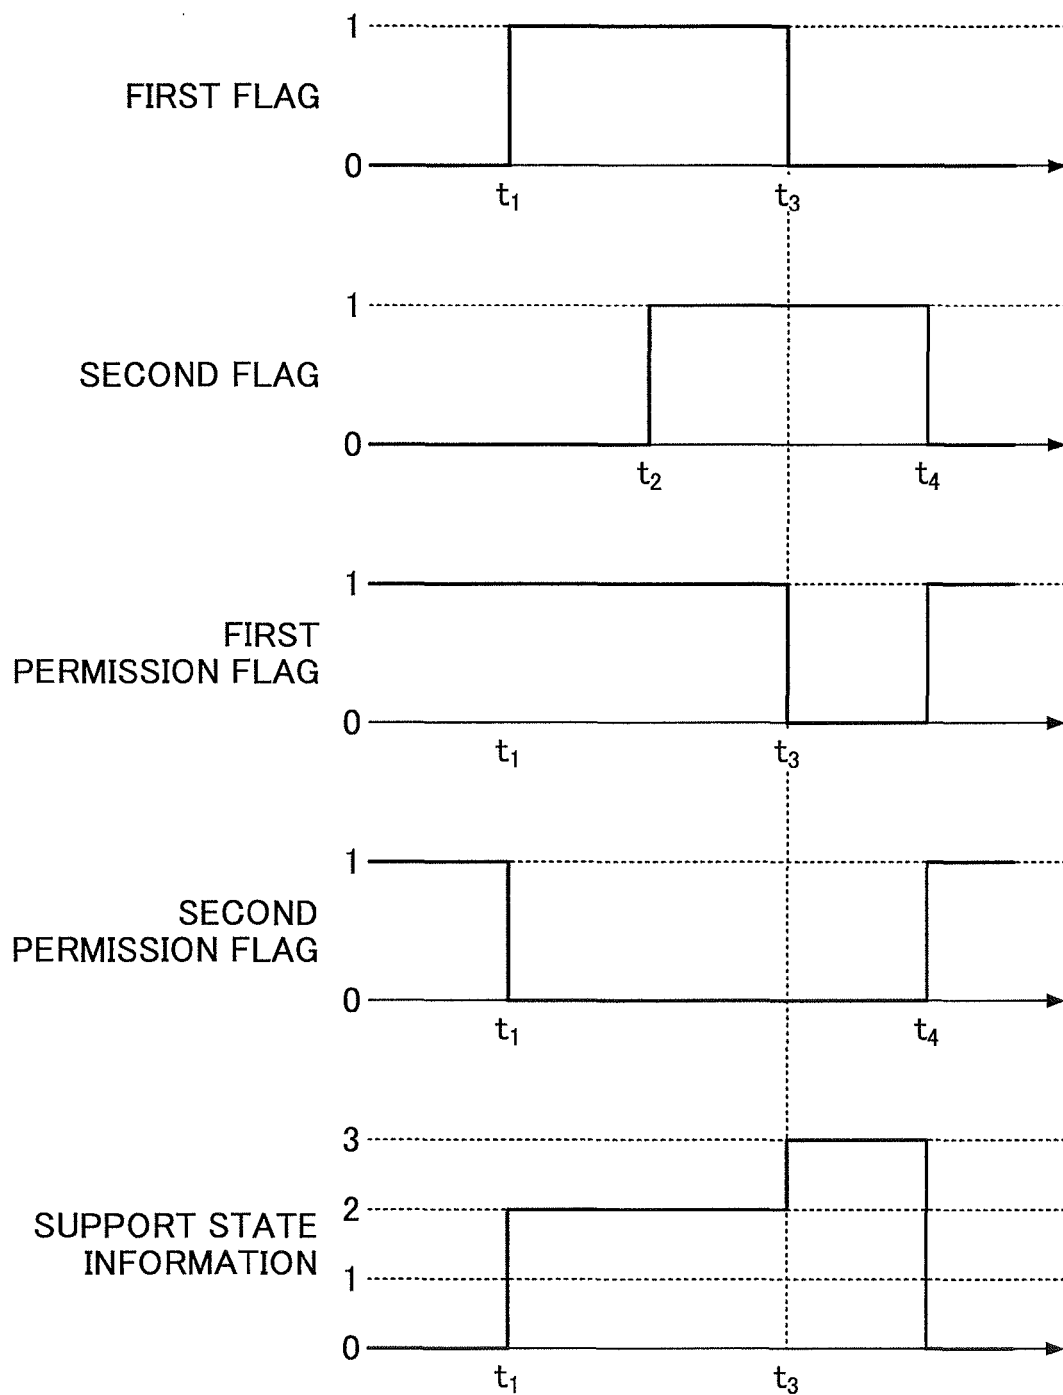 1
FIRST FLAG
0
t₁ t₃
1
SECOND FLAG
0
t₂ t₄
1
FIRST
PERMISSION FLAG
0
t₁ t₃
1
SECOND
PERMISSION FLAG
0
t₁ t₄
3
2
SUPPORT STATE
INFORMATION
1
0
t₁ t₃